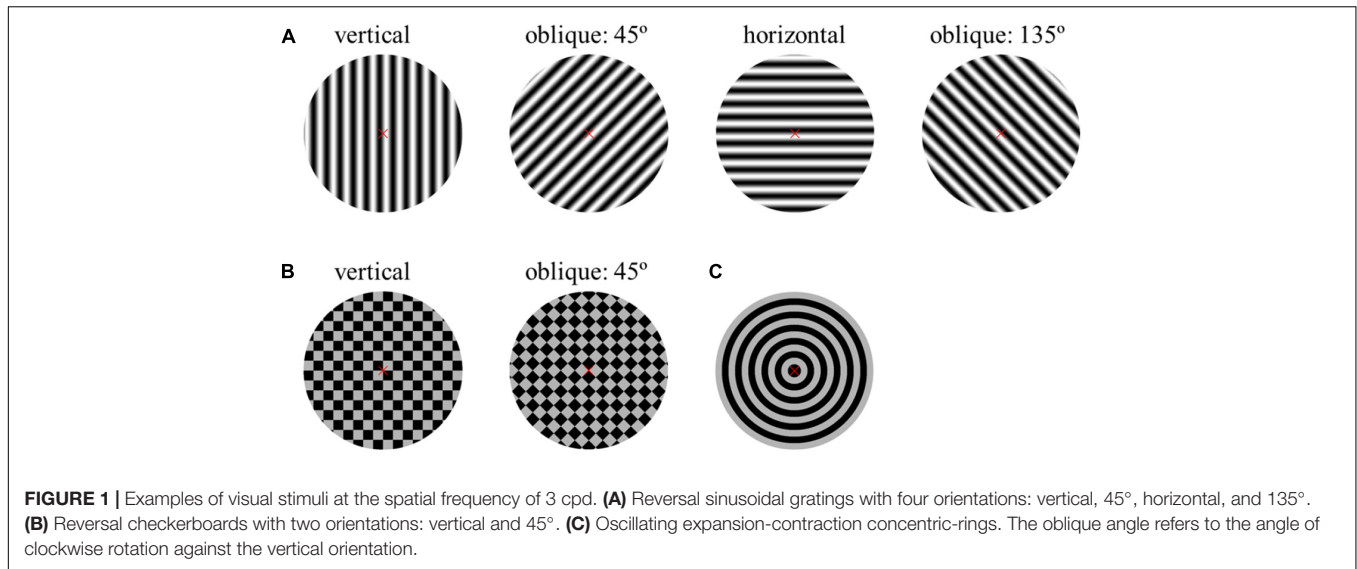 A vertical oblique: 45° horizontal oblique: 135°
B vertical oblique: 45° C
FIGURE 1 | Examples of visual stimuli at the spatial frequency of 3 cpd. (A) Reversal sinusoidal gratings with four orientations: vertical, 45°, horizontal, and 135°.
(B) Reversal checkerboards with two orientations: vertical and 45°. (C) Oscillating expansion-contraction concentric-rings. The oblique angle refers to the angle of
clockwise rotation against the vertical orientation.